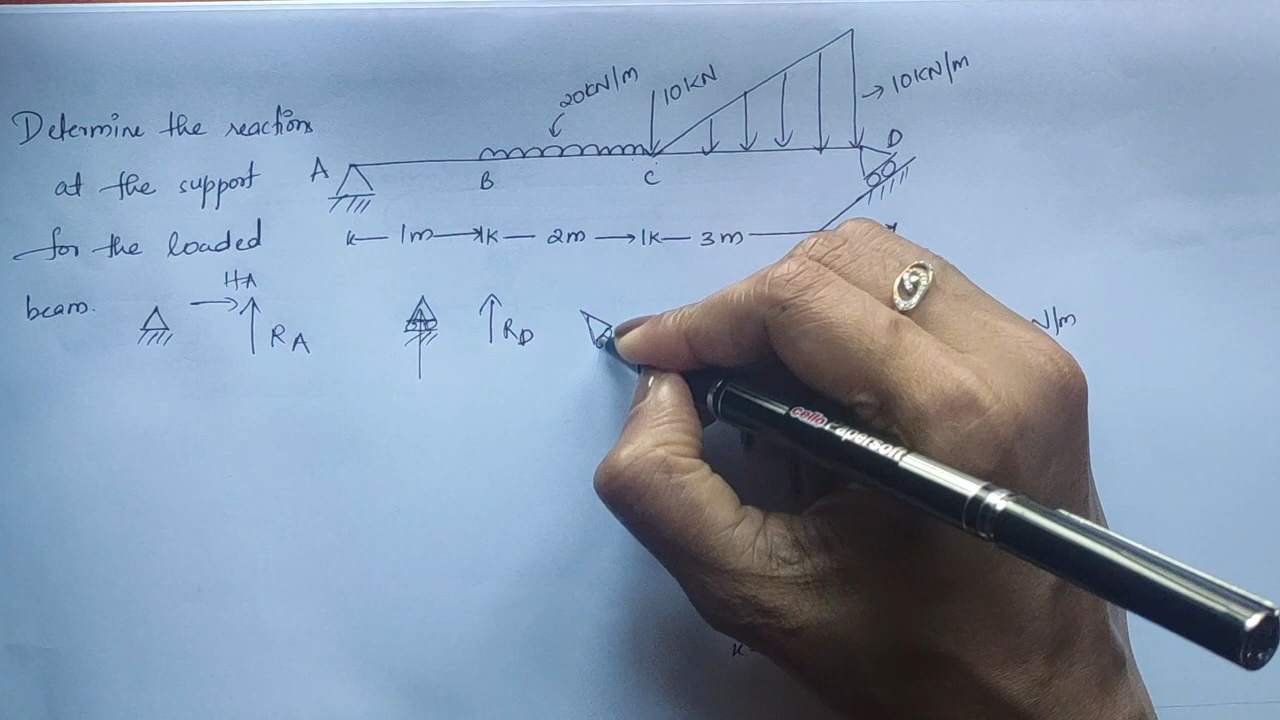 20KN/m
10KN
10KN/m
Determine the reactions
at the support
for the loaded
beam.
A
B
C
D
1m
2m
3m
HA
RA
RD
N/m
cello Papersoft